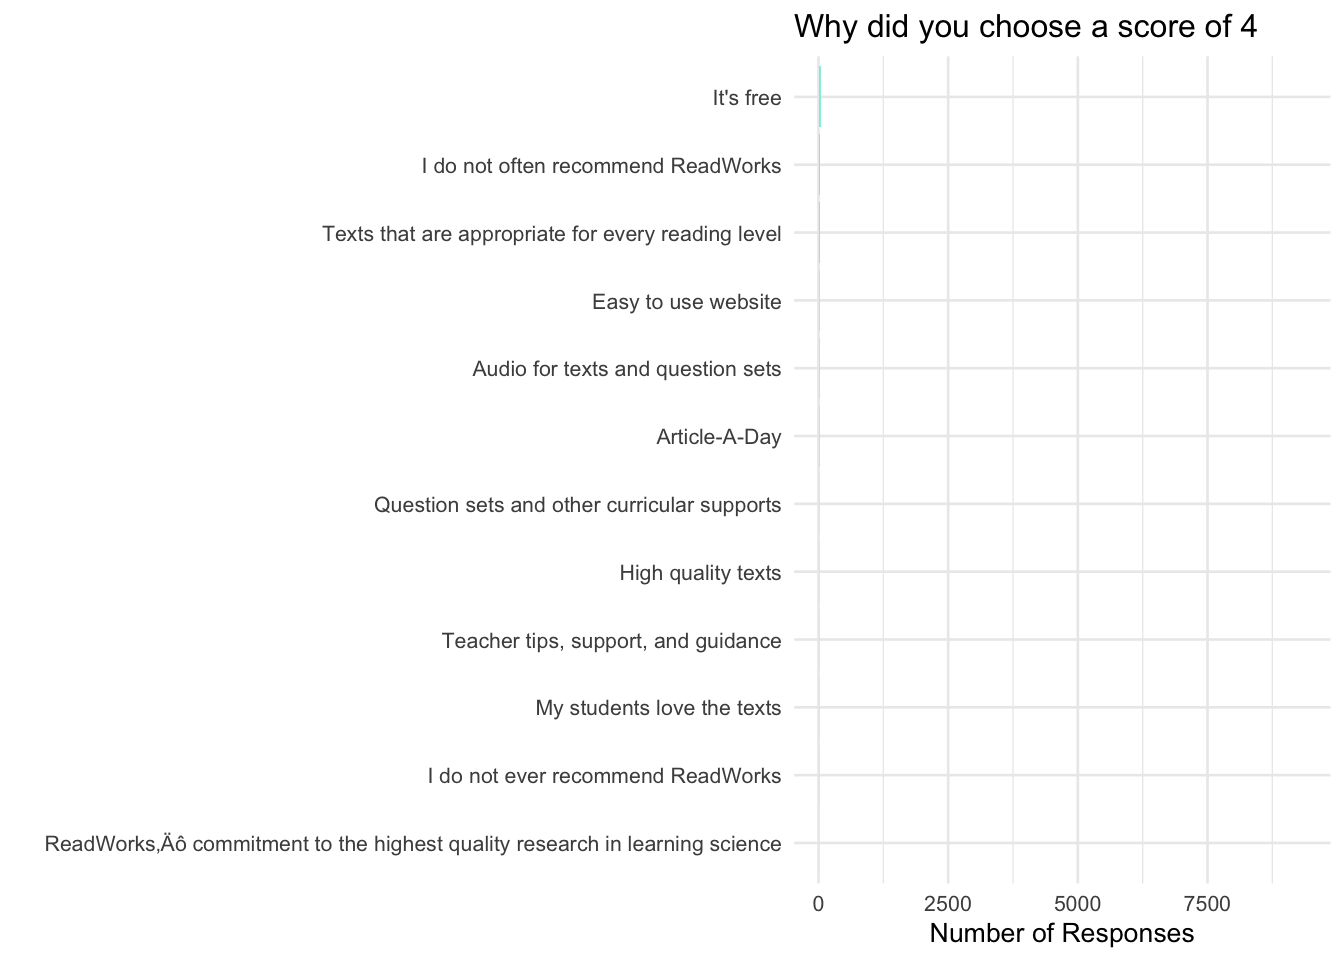 Why did you choose a score of 4
It's free
I do not often recommend ReadWorks
Texts that are appropriate for every reading level
Easy to use website
Audio for texts and question sets
Article-A-Day
Question sets and other curricular supports
High quality texts
Teacher tips, support, and guidance
My students love the texts
I do not ever recommend ReadWorks
ReadWorks‚Äô commitment to the highest quality research in learning science
0 2500 5000 7500
Number of Responses